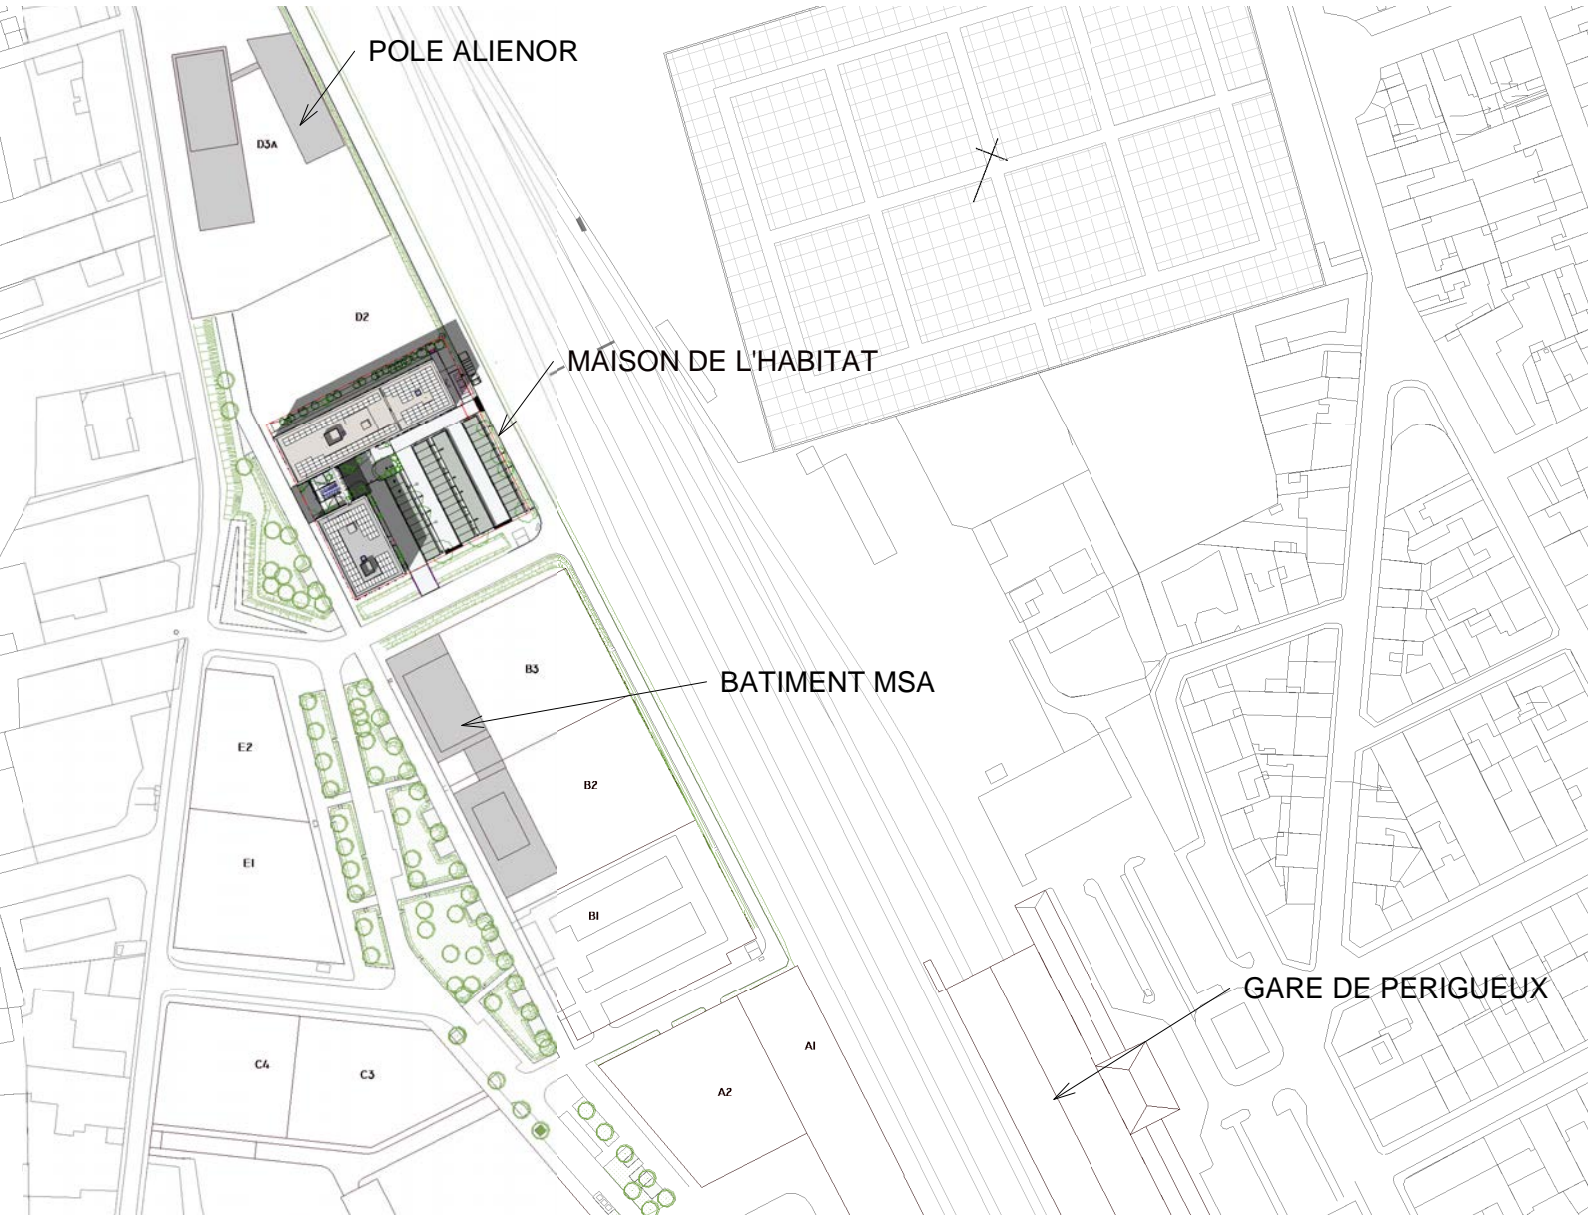 POLE ALIENOR
D3A
D2
MAISON DE L'HABITAT
B3
BATIMENT MSA
E2
B2
E1
B1
GARE DE PERIGUEUX
A1
C4
C3
A2